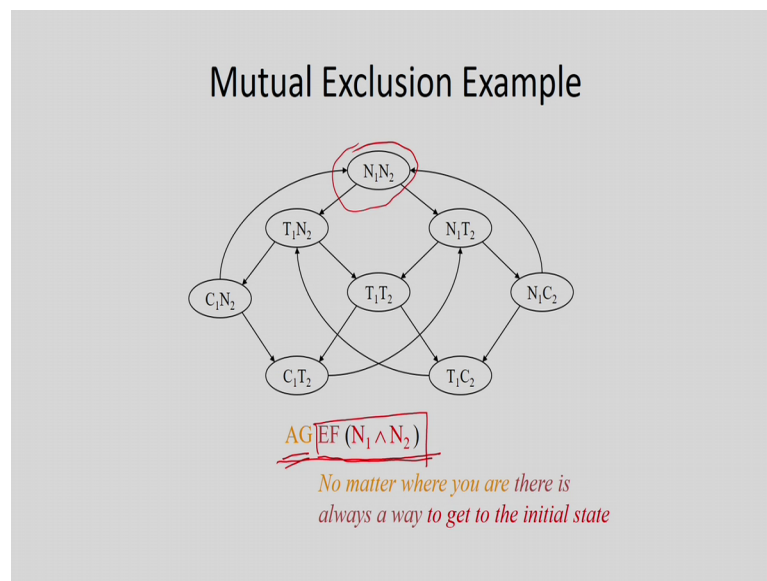 Mutual Exclusion Example
N₁N₂
T₁N₂ N₁T₂
C₁N₂ T₁T₂ N₁C₂
C₁T₂ T₁C₂
AG EF (N₁ ∧ N₂)
No matter where you are there is
always a way to get to the initial state